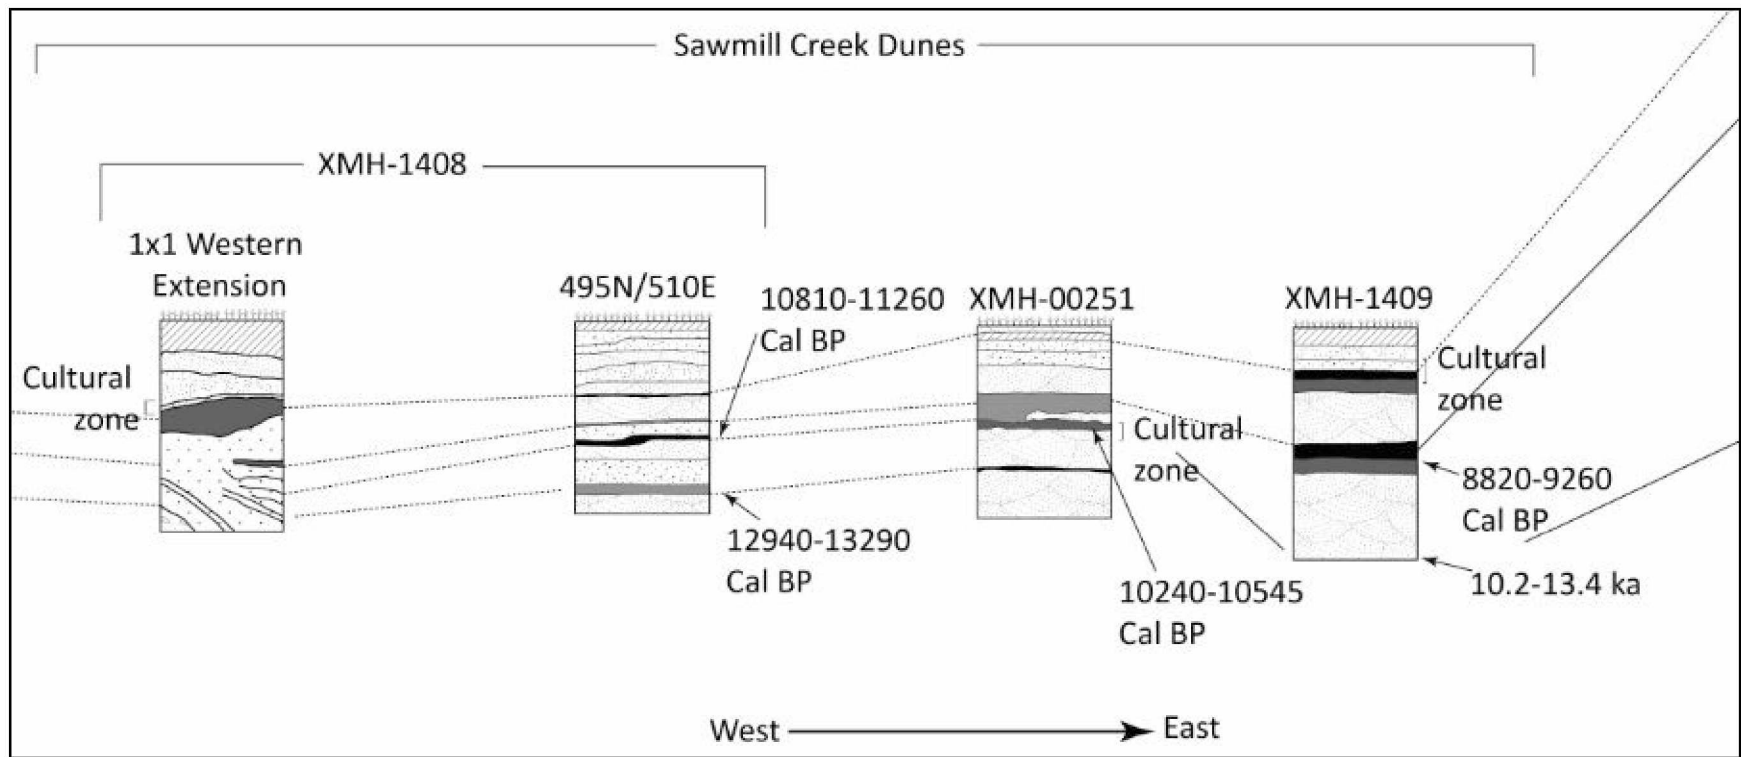 Sawmill Creek Dunes
XMH-1408
1x1 Western
Extension
495N/510E
10810-11260
Cal BP
XMH-00251
XMH-1409
Cultural
zone
Cultural
zone
Cultural
zone
8820-9260
Cal BP
12940-13290
Cal BP
10240-10545
Cal BP
10.2-13.4 ka
West
East